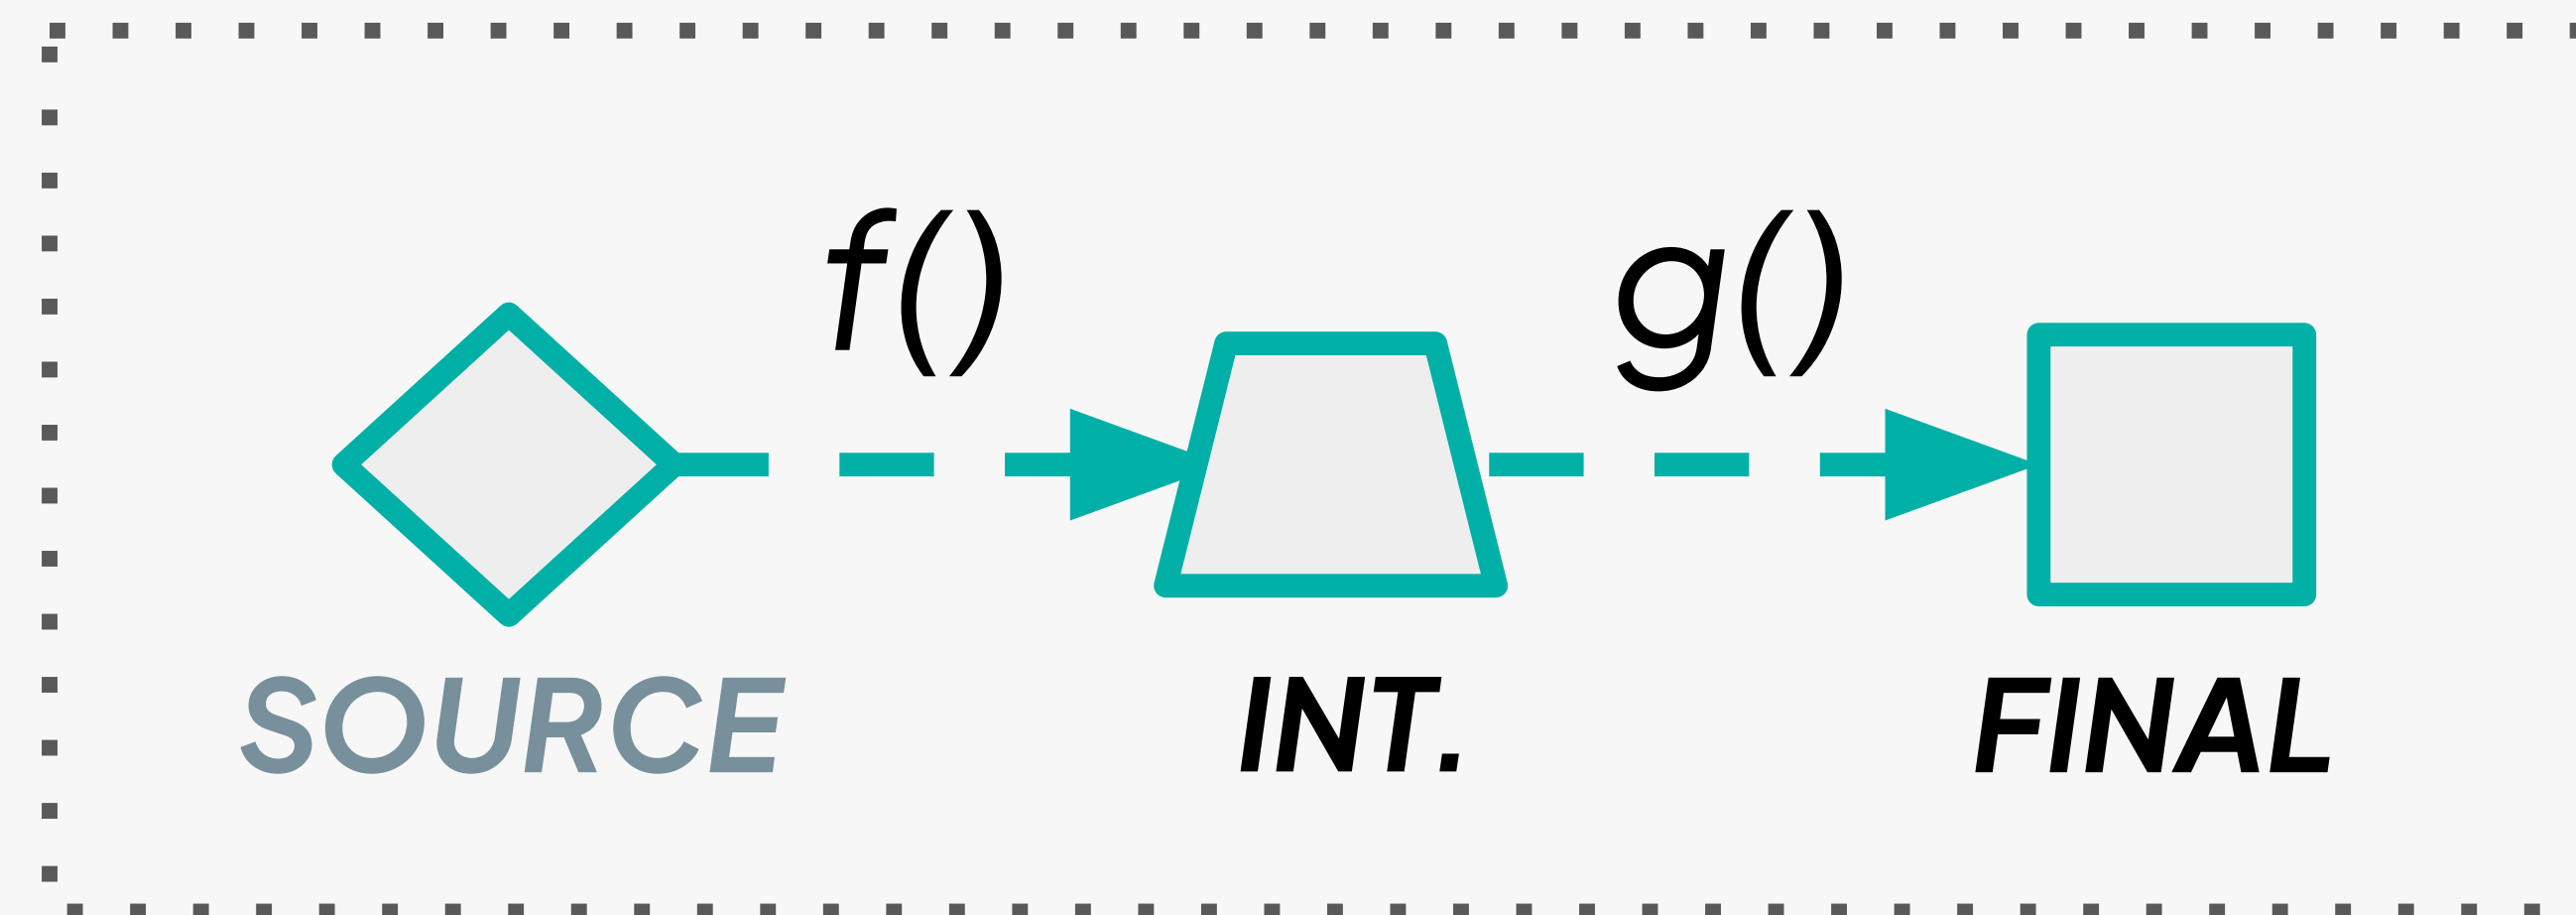 f() g()
SOURCE INT. FINAL